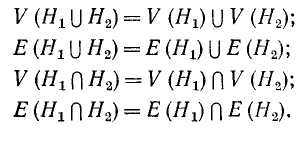 V (H₁ ⋃ H₂) = V (H₁) ⋃ V (H₂);
E (H₁ ⋃ H₂) = E (H₁) ⋃ E (H₂);
V (H₁ ⋂ H₂) = V (H₁) ⋂ V (H₂);
E (H₁ ⋂ H₂) = E (H₁) ⋂ E (H₂).